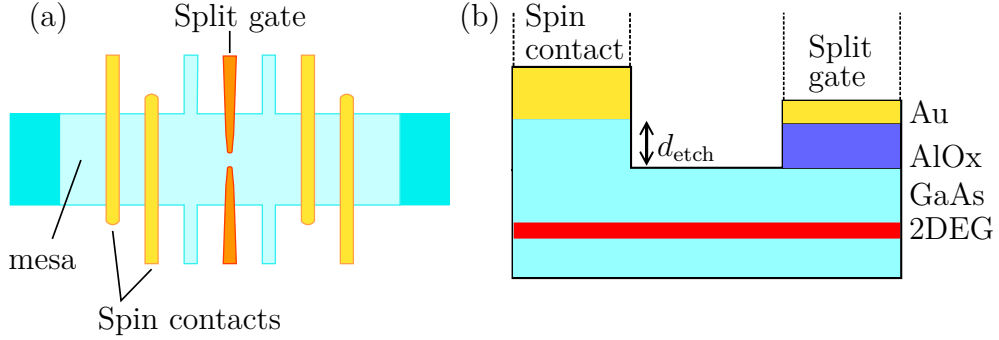 (a)
Split gate
mesa
Spin contacts
(b)
Spin
contact
Split
gate
d_etch
Au
AlOx
GaAs
2DEG